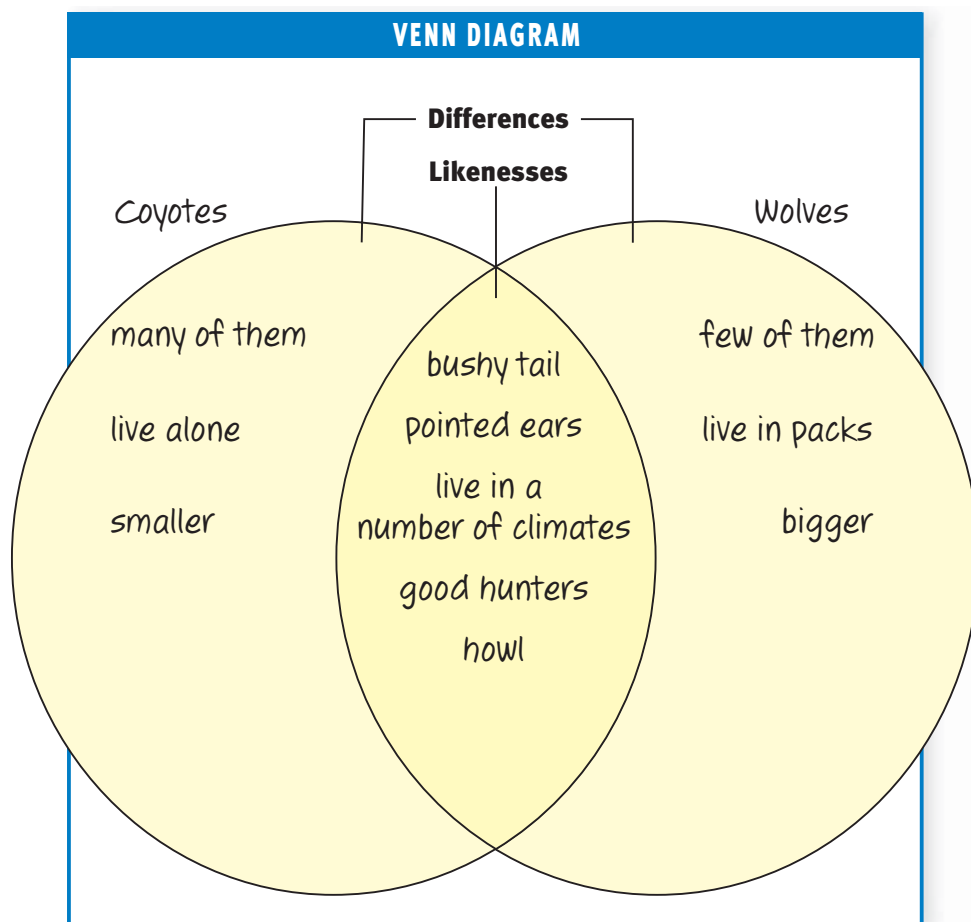 VENN DIAGRAM
Differences
Likenesses
Coyotes
Wolves
many of them
live alone
smaller
bushy tail
pointed ears
live in a
number of climates
good hunters
howl
few of them
live in packs
bigger